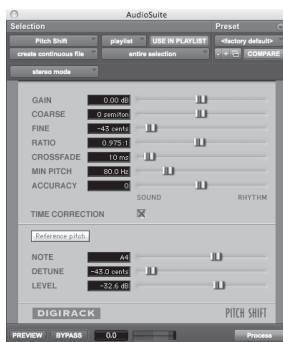 AudioSuite
Selection
Preset
Pitch Shift playlist USE IN PLAYLIST <factory default>
create continuous file entire selection - + COMPARE
stereo mode
GAIN 0.00 dB
COARSE 0 semiton
FINE -43 cents
RATIO 0.975:1
CROSSFADE 10 ms
MIN PITCH 80.0 Hz
ACCURACY 0
SOUND RHYTHM
TIME CORRECTION
Reference pitch
NOTE A4
DETUNE -43.0 cents
LEVEL -32.6 dB
DIGIRACK PITCH SHIFT
PREVIEW BYPASS 0.0 Process